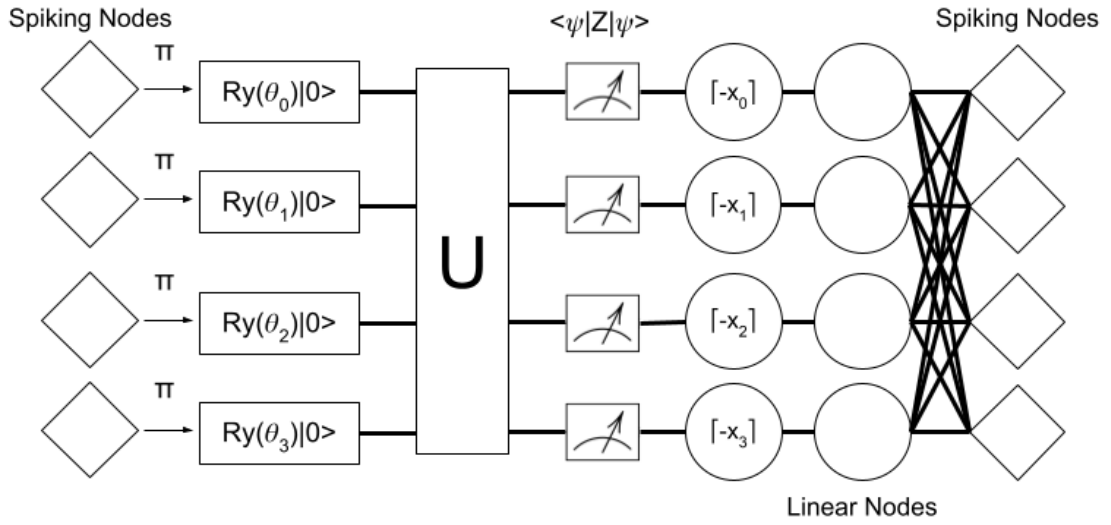 Spiking Nodes
<ψ|Z|ψ>
Spiking Nodes
π
Ry(θ₀)|0>
⌈-x₀⌉
π
Ry(θ₁)|0>
⌈-x₁⌉
U
π
Ry(θ₂)|0>
⌈-x₂⌉
π
Ry(θ₃)|0>
⌈-x₃⌉
Linear Nodes